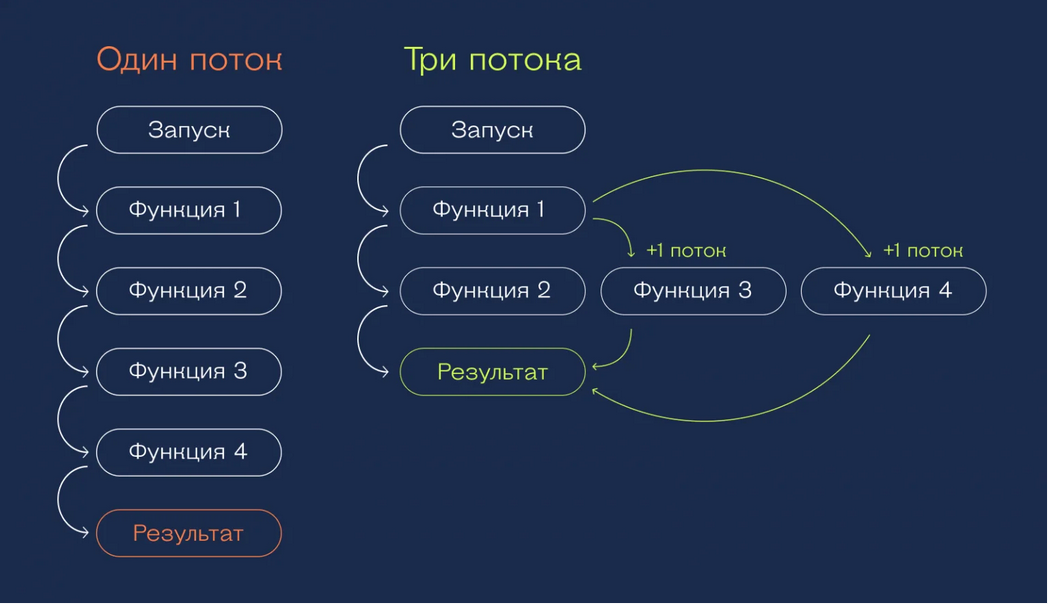 Один поток
Запуск
Функция 1
Функция 2
Функция 3
Функция 4
Результат
Три потока
Запуск
Функция 1
+1 поток
+1 поток
Функция 2
Функция 3
Функция 4
Результат